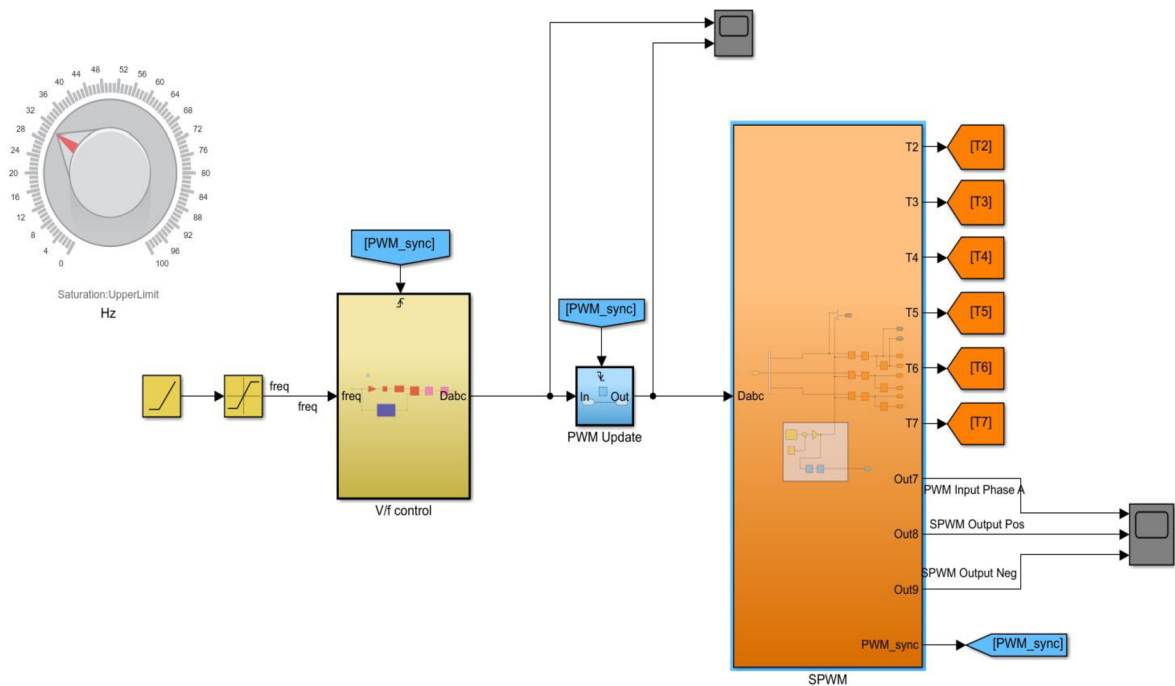 0
4
8
12
16
20
24
28
32
36
40
44
48
52
56
60
64
68
72
76
80
84
88
92
96
100
Saturation:UpperLimit
Hz
freq
freq
[PWM_sync]
freq
Dabc
V/f control
[PWM_sync]
In
Out
PWM Update
Dabc
T2
[T2]
T3
[T3]
T4
[T4]
T5
[T5]
T6
[T6]
T7
[T7]
Out7
PWM Input Phase A
Out8
SPWM Output Pos
Out9
SPWM Output Neg
PWM_sync
[PWM_sync]
SPWM